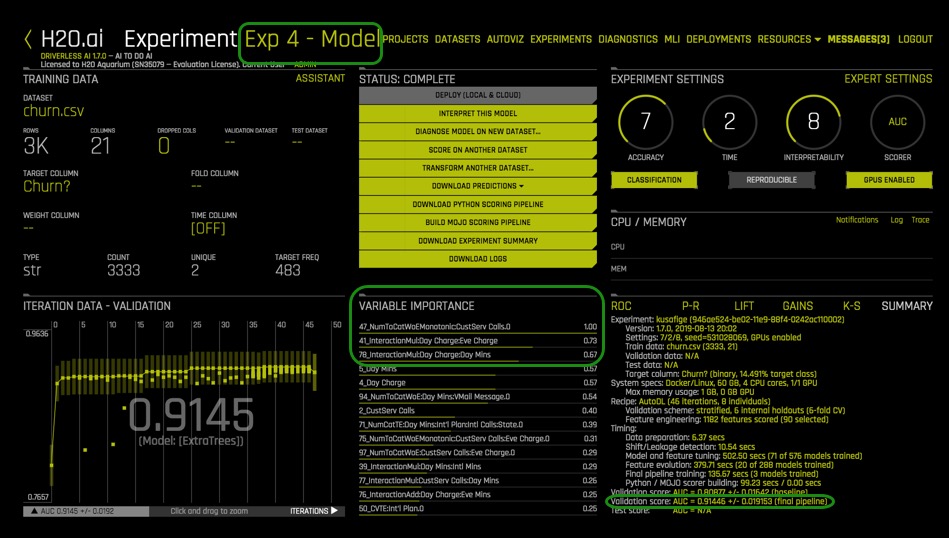 H2O.ai Experiment Exp 4 - Model
PROJECTS DATASETS AUTOVIZ EXPERIMENTS DIAGNOSTICS MLI DEPLOYMENTS RESOURCES MESSAGES[3] LOGOUT
DRIVERLESS AI 1.7.0 – AI TO DO AI
Licensed to H2O Aquarium (SN35079 – Evaluation License). Current User – ADMIN
TRAINING DATA
ASSISTANT
DATASET
churn.csv
ROWS COLUMNS DROPPED COLS VALIDATION DATASET TEST DATASET
3K 21 0 -- --
TARGET COLUMN FOLD COLUMN
Churn? --
WEIGHT COLUMN TIME COLUMN
-- [OFF]
TYPE COUNT UNIQUE TARGET FREQ
str 3333 2 483
STATUS: COMPLETE
DEPLOY (LOCAL & CLOUD)
INTERPRET THIS MODEL
DIAGNOSE MODEL ON NEW DATASET...
SCORE ON ANOTHER DATASET
TRANSFORM ANOTHER DATASET...
DOWNLOAD PREDICTIONS
DOWNLOAD PYTHON SCORING PIPELINE
BUILD MOJO SCORING PIPELINE
DOWNLOAD EXPERIMENT SUMMARY
DOWNLOAD LOGS
EXPERIMENT SETTINGS
EXPERT SETTINGS
7 2 8 AUC
ACCURACY TIME INTERPRETABILITY SCORER
CLASSIFICATION REPRODUCIBLE GPUS ENABLED
CPU / MEMORY
Notifications Log Trace
CPU
MEM
ITERATION DATA - VALIDATION
0 5 10 15 20 25 30 35 40 45 50
0.9636
0.9145
(Model: [ExtraTrees])
0.7657
▲ AUC 0.9145 +/- 0.0192
Click and drag to zoom
ITERATIONS ▶
VARIABLE IMPORTANCE
47_NumToCatWoEMonotonic:CustServ Calls.0 1.00
41_InteractionMul:Day Charge:Eve Charge 0.73
78_InteractionMul:Day Charge:Day Mins 0.67
5_Day Mins 0.57
4_Day Charge 0.57
94_NumToCatWoE:Day Mins:VMail Message.0 0.54
2_CustServ Calls 0.40
71_NumCatTE:Day Mins:Int'l Plan:Intl Calls:State.0 0.39
75_NumToCatWoEMonotonic:CustServ Calls:Eve Charge.0 0.31
97_NumToCatWoE:CustServ Calls:Eve Charge.0 0.29
39_InteractionMul:Day Mins:Intl Mins 0.29
77_InteractionMul:CustServ Calls:Day Mins 0.26
76_InteractionAdd:Day Charge:Eve Mins 0.25
50_CVTE:Int'l Plan.0 0.25
ROC P-R LIFT GAINS K-S SUMMARY
Experiment: kusafige (946ae524-be02-11e9-88f4-0242ac110002)
Version: 1.7.0, 2019-08-13 20:02
Settings: 7/2/8, seed=531028069, GPUs enabled
Train data: churn.csv (3333, 21)
Validation data: N/A
Test data: N/A
Target column: Churn? (binary, 14.491% target class)
System specs: Docker/Linux, 60 GB, 4 CPU cores, 1/1 GPU
Max memory usage: 1 GB, 0 GB GPU
Recipe: AutoDL (46 iterations, 8 individuals)
Validation scheme: stratified, 6 internal holdouts (6-fold CV)
Feature engineering: 1182 features scored (90 selected)
Timing:
Data preparation: 6.37 secs
Shift/Leakage detection: 10.54 secs
Model and feature tuning: 502.50 secs (71 of 576 models trained)
Feature evolution: 379.71 secs (20 of 288 models trained)
Final pipeline training: 135.67 secs (3 models trained)
Python / MOJO scorer building: 99.23 secs / 0.00 secs
Validation score: AUC = 0.80877 +/- 0.01642 (baseline)
Validation score: AUC = 0.91446 +/- 0.019153 (final pipeline)
Test score: AUC = N/A